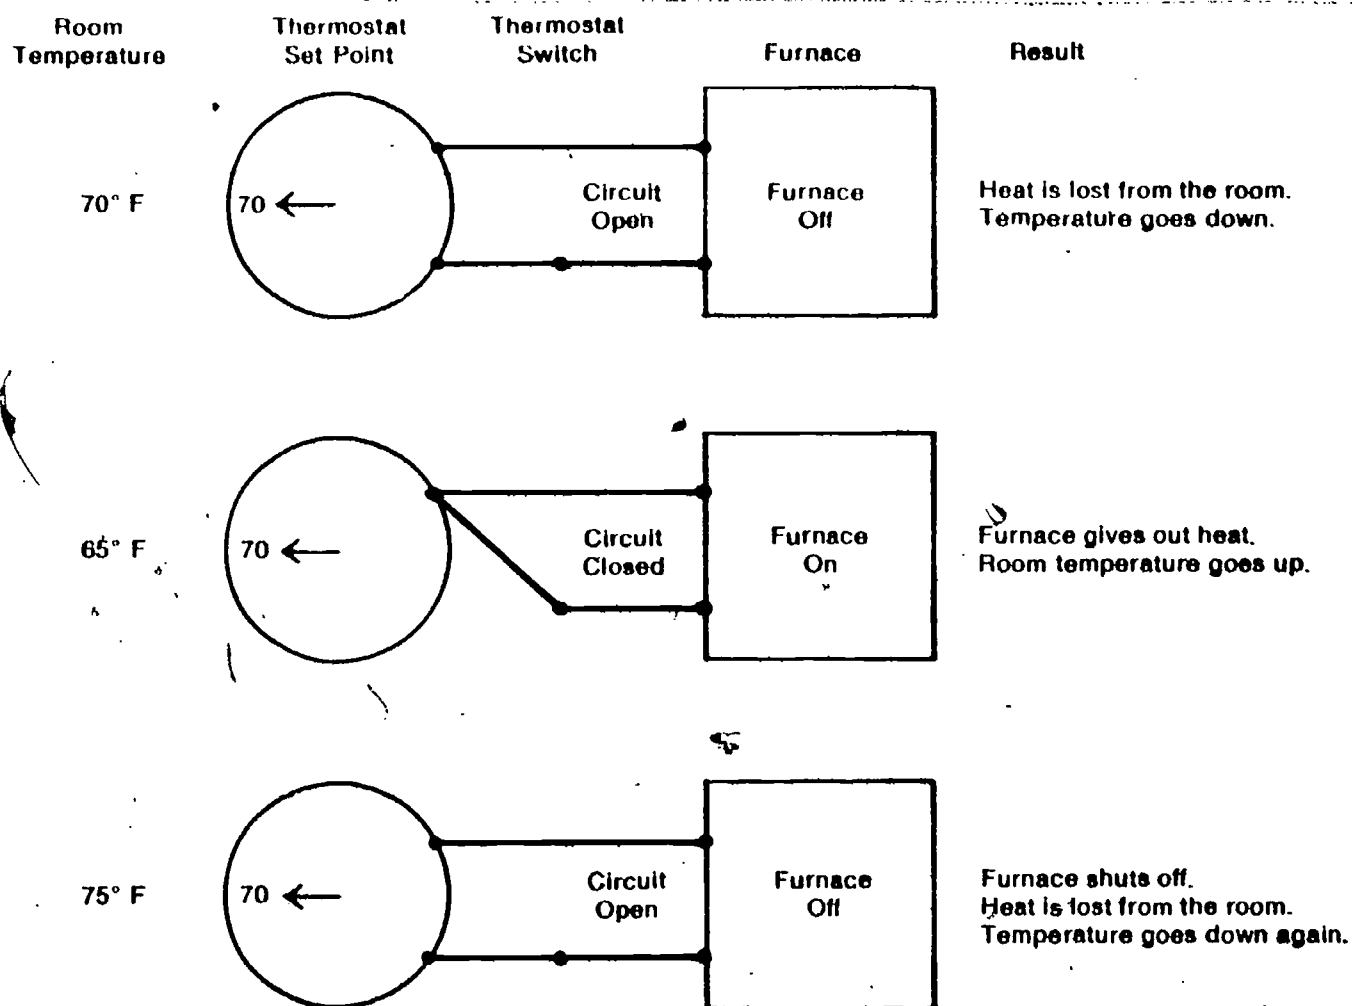 Room
Temperature
Thermostat
Set Point
Thermostat
Switch
Furnace
Result
70° F
70
Circuit
Open
Furnace
Off
Heat is lost from the room.
Temperature goes down.
65° F
70
Circuit
Closed
Furnace
On
Furnace gives out heat.
Room temperature goes up.
75° F
70
Circuit
Open
Furnace
Off
Furnace shuts off.
Heat is lost from the room.
Temperature goes down again.